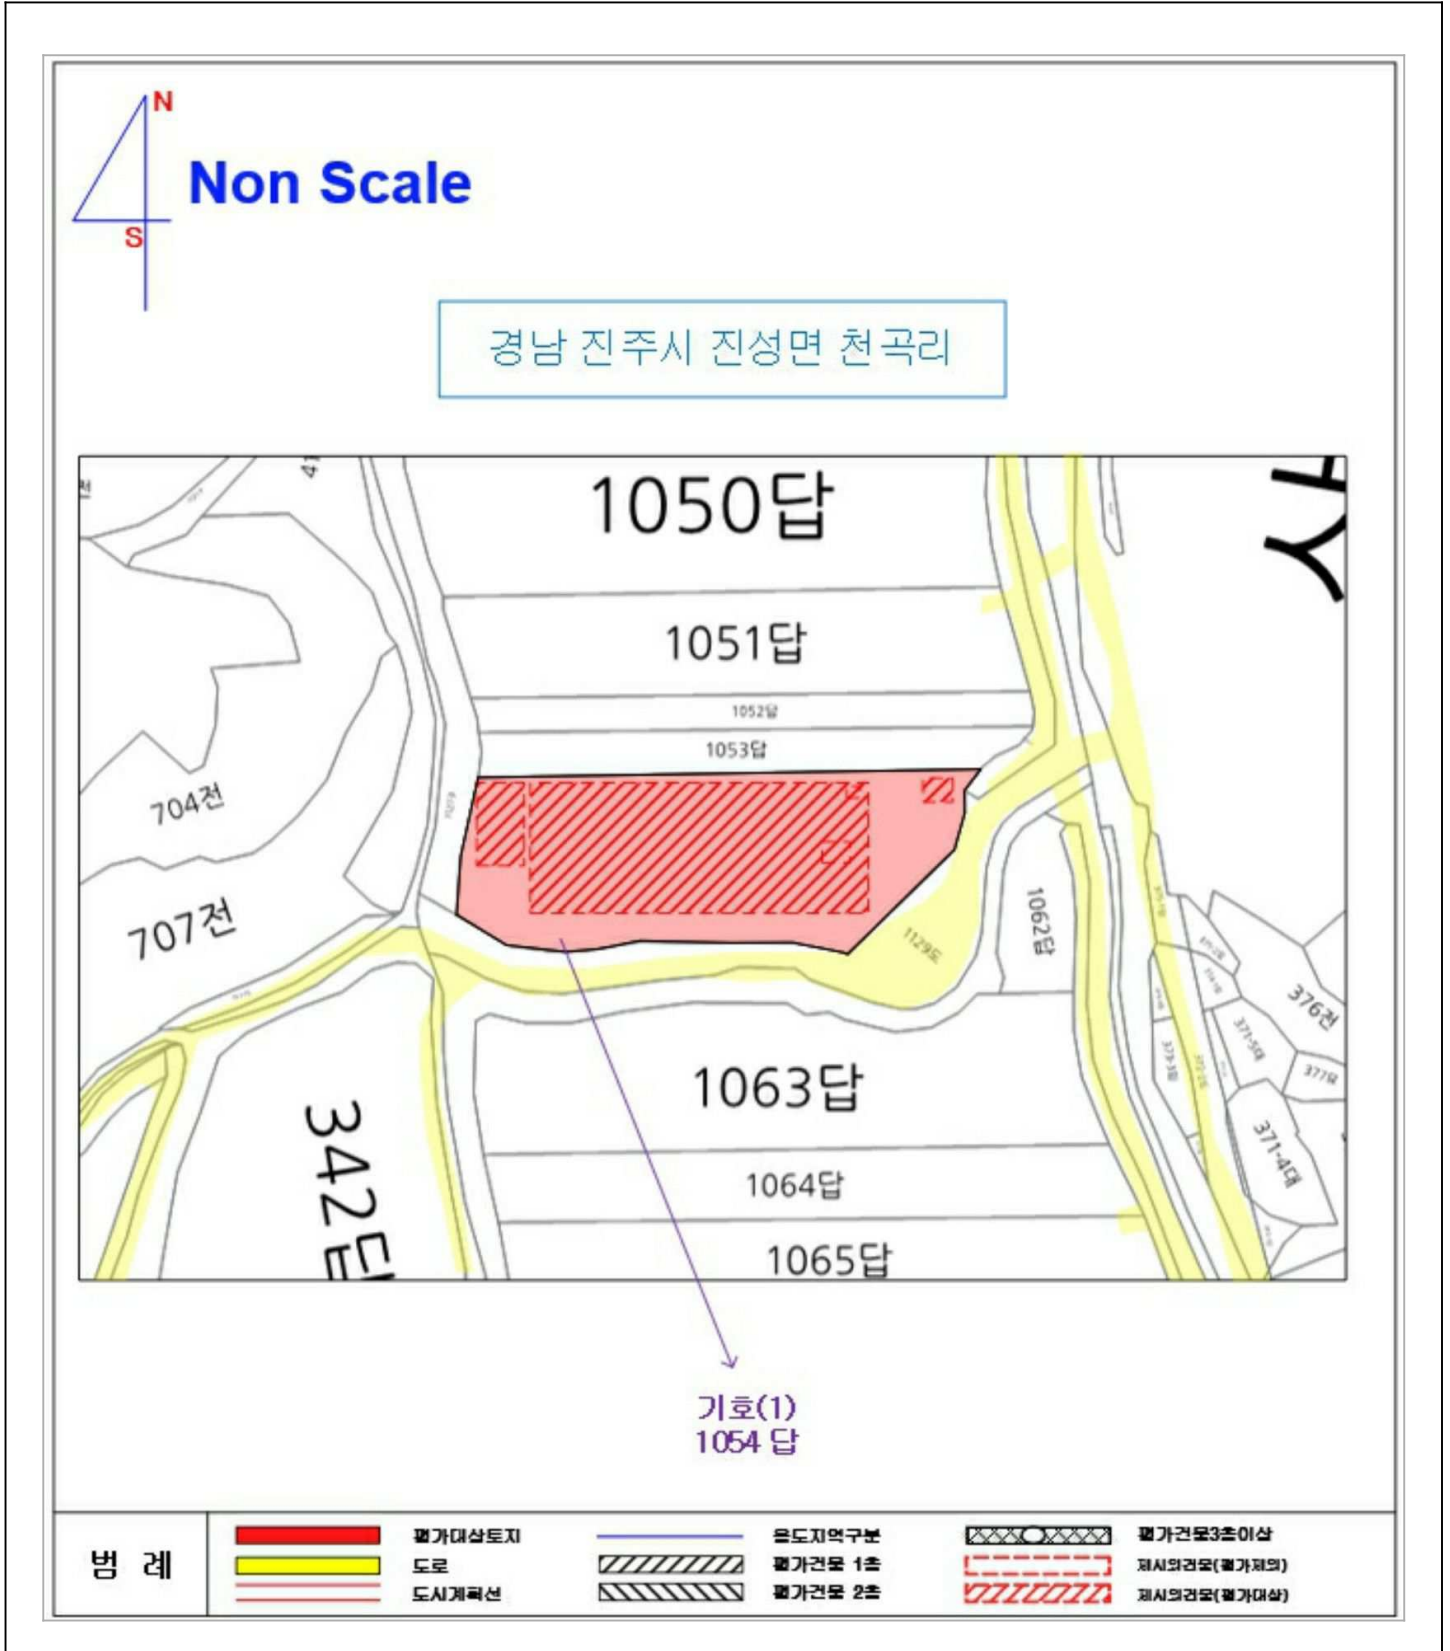 N
Non Scale
S
경남 진주시 진성면 천곡리
1050답
1051답
1052답
1053답
704전
707전
1062답
1129도
376전
371-5대
377답
1063답
342답
371-4대
1064답
1065답
기호(1)
1054 답
범 례
평가대상토지
용도지역구분
평가건물3층이상
도로
평가건물 1층
제시외건물(평가제외)
도시계획선
평가건물 2층
제시외건물(평가대상)